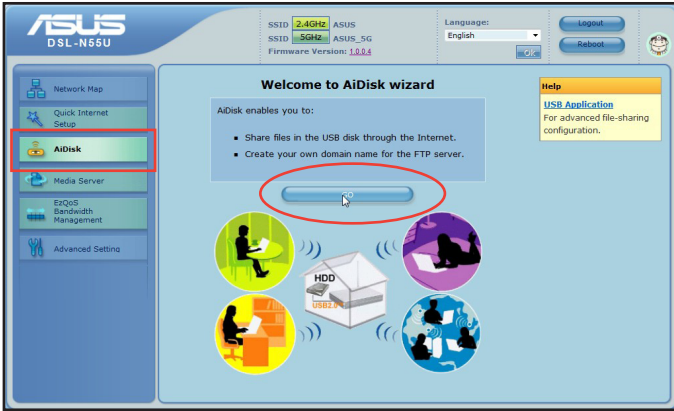 ASUS
DSL-N55U
SSID 2.4GHz ASUS
SSID 5GHz ASUS_5G
Firmware Version: 1.0.0.4
Language:
English
OK
Logout
Reboot
Network Map
Quick Internet
Setup
AiDisk
Media Server
EzQoS
Bandwidth
Management
Advanced Setting
Welcome to AiDisk wizard
AiDisk enables you to:
Share files in the USB disk through the Internet.
Create your own domain name for the FTP server.
GO
HDD
USB2.0
Help
USB Application
For advanced file-sharing
configuration.